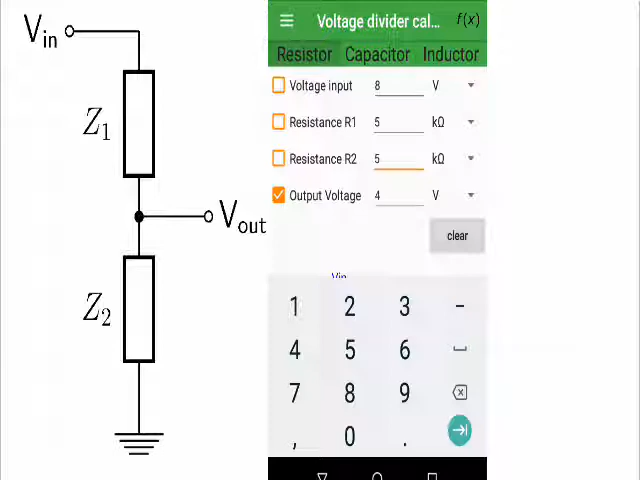 Vin
Z1
Vout
Z2
Voltage divider cal... f(x)
Resistor Capacitor Inductor
Voltage input 8 V
Resistance R1 5 kΩ
Resistance R2 5 kΩ
Output Voltage 4 V
clear
Vin
1 2 3 -
4 5 6
7 8 9
, 0 .